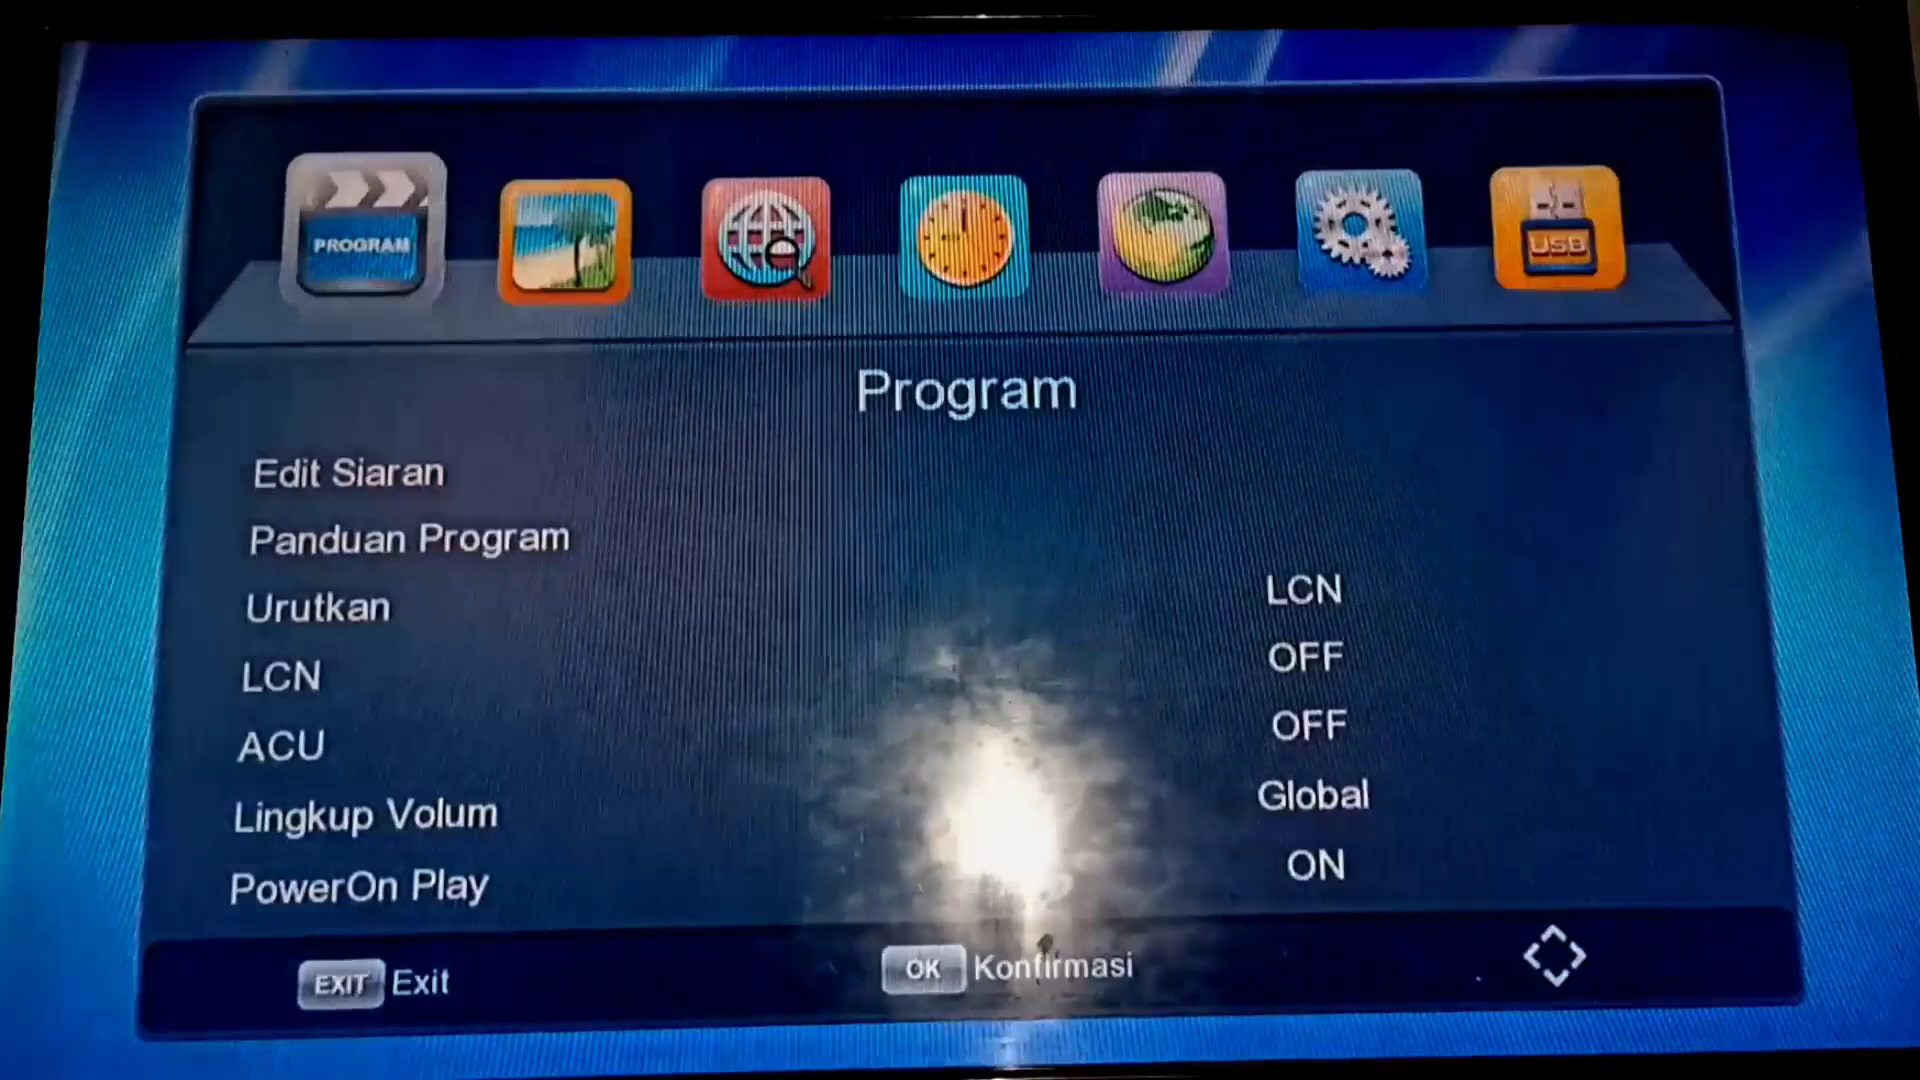 PROGRAM
USB
Program
Edit Siaran
Panduan Program
Urutkan LCN
LCN OFF
ACU OFF
Lingkup Volum Global
PowerOn Play ON
EXIT Exit
OK Konfirmasi